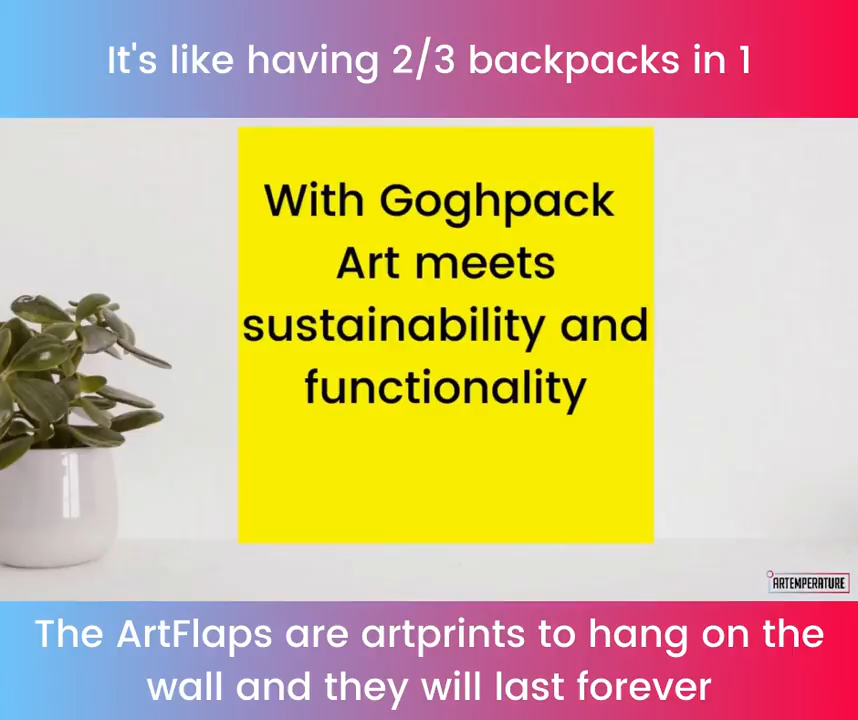 It's like having 2/3 backpacks in 1
With Goghpack
Art meets
sustainability and
functionality
ARTEMPERATURE
The ArtFlaps are artprints to hang on the
wall and they will last forever